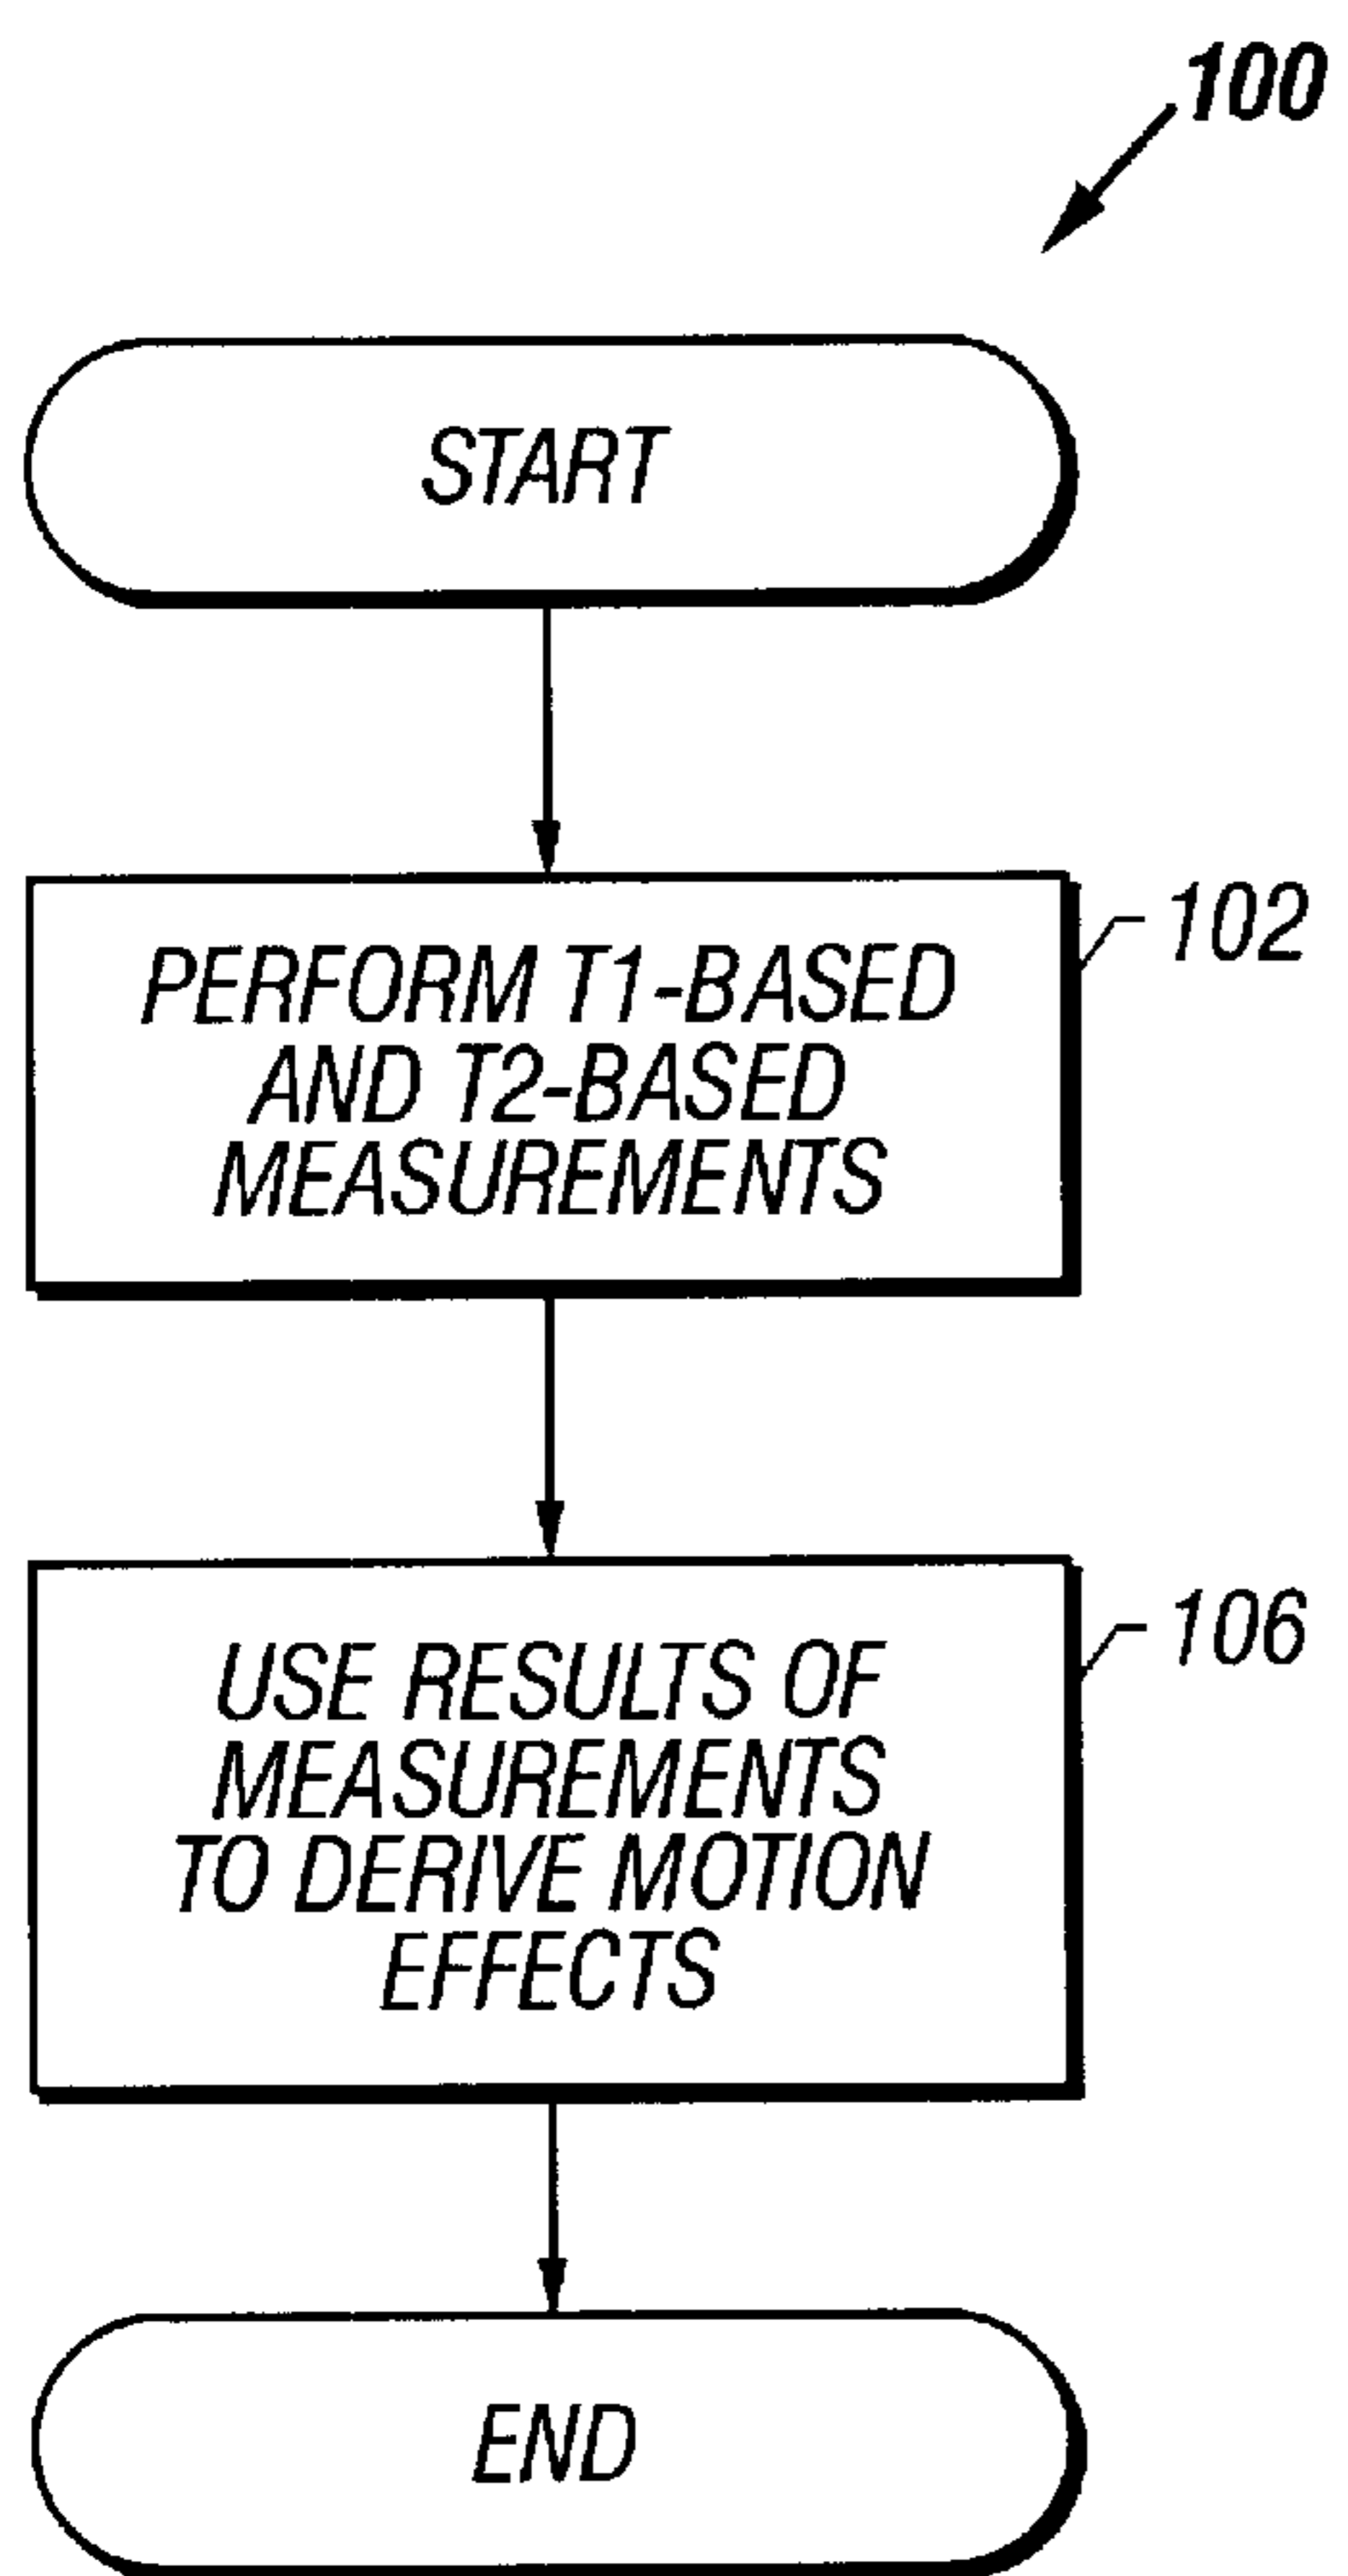 100
START
PERFORM T1-BASED
AND T2-BASED
MEASUREMENTS
102
USE RESULTS OF
MEASUREMENTS
TO DERIVE MOTION
EFFECTS
106
END